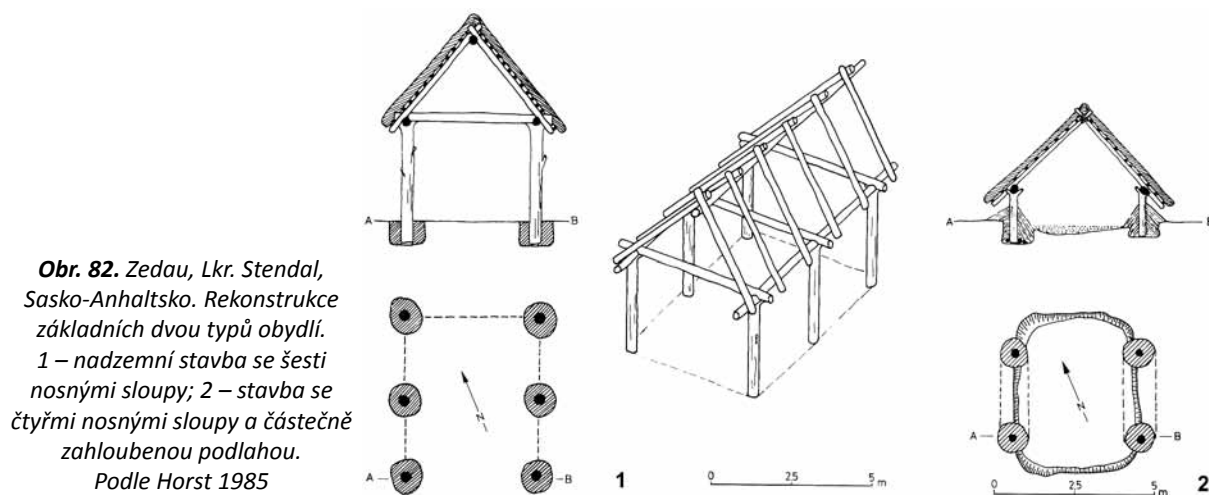 Obr. 82. Zedau, Lkr. Stendal,
Sasko-Anhaltsko. Rekonstrukce
základních dvou typů obydlí.
1 – nadzemní stavba se šesti
nosnými sloupy; 2 – stavba se
čtyřmi nosnými sloupy a částečně
zahloubenou podlahou.
Podle Horst 1985
A B
A B
N
A B
1
0 2,5 5 m
N
A B
0 2,5 5 m
2